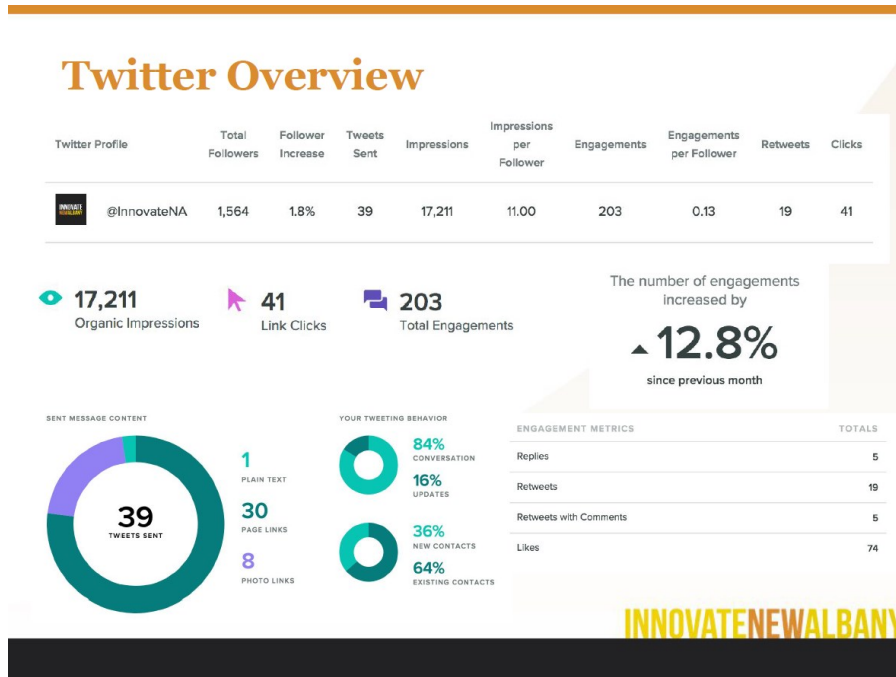 Twitter Overview
Twitter Profile Total Followers Follower Increase Tweets Sent Impressions Impressions per Follower Engagements Engagements per Follower Retweets Clicks
INNOVATE NEWALBANY @InnovateNA 1,564 1.8% 39 17,211 11.00 203 0.13 19 41
17,211
Organic Impressions
41
Link Clicks
203
Total Engagements
The number of engagements
increased by
12.8%
since previous month
SENT MESSAGE CONTENT
39
TWEETS SENT
1
PLAIN TEXT
30
PAGE LINKS
8
PHOTO LINKS
YOUR TWEETING BEHAVIOR
84%
CONVERSATION
16%
UPDATES
36%
NEW CONTACTS
64%
EXISTING CONTACTS
ENGAGEMENT METRICS TOTALS
Replies 5
Retweets 19
Retweets with Comments 5
Likes 74
INNOVATENEWALBANY